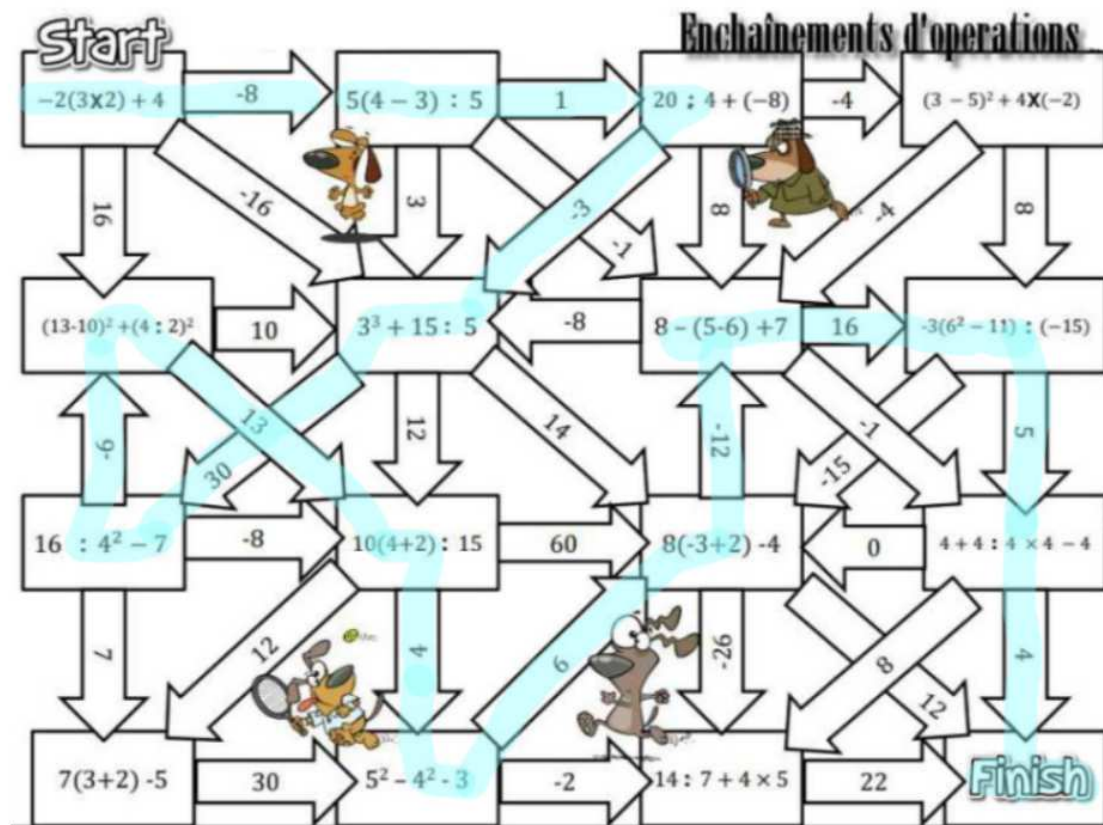 Start
Enchaînements d'operations
−2(3x2) + 4
-8
5(4 − 3) : 5
1
20 : 4 + (−8)
-4
(3 − 5)² + 4X(−2)
16
-16
3
-1
-3
8
-4
8
(13-10)² +(4 : 2)²
10
3³ + 15 : 5
-8
8 − (5-6) +7
16
-3(6² − 11) : (−15)
-6
13
30
12
14
-12
-1
-15
5
16 : 4² − 7
-8
10(4+2) : 15
60
8(-3+2) -4
0
4 + 4 : 4 × 4 − 4
7
12
4
6
-26
8
12
4
7(3+2) -5
30
5² − 4² - 3
-2
14 : 7 + 4 × 5
22
Finish